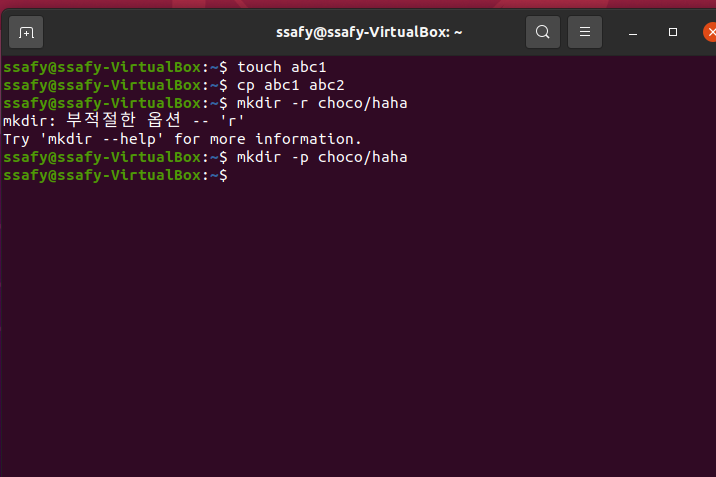 ssafy@ssafy-VirtualBox: ~
ssafy@ssafy-VirtualBox:~$ touch abc1
ssafy@ssafy-VirtualBox:~$ cp abc1 abc2
ssafy@ssafy-VirtualBox:~$ mkdir -r choco/haha
mkdir: 부적절한 옵션 -- 'r'
Try 'mkdir --help' for more information.
ssafy@ssafy-VirtualBox:~$ mkdir -p choco/haha
ssafy@ssafy-VirtualBox:~$